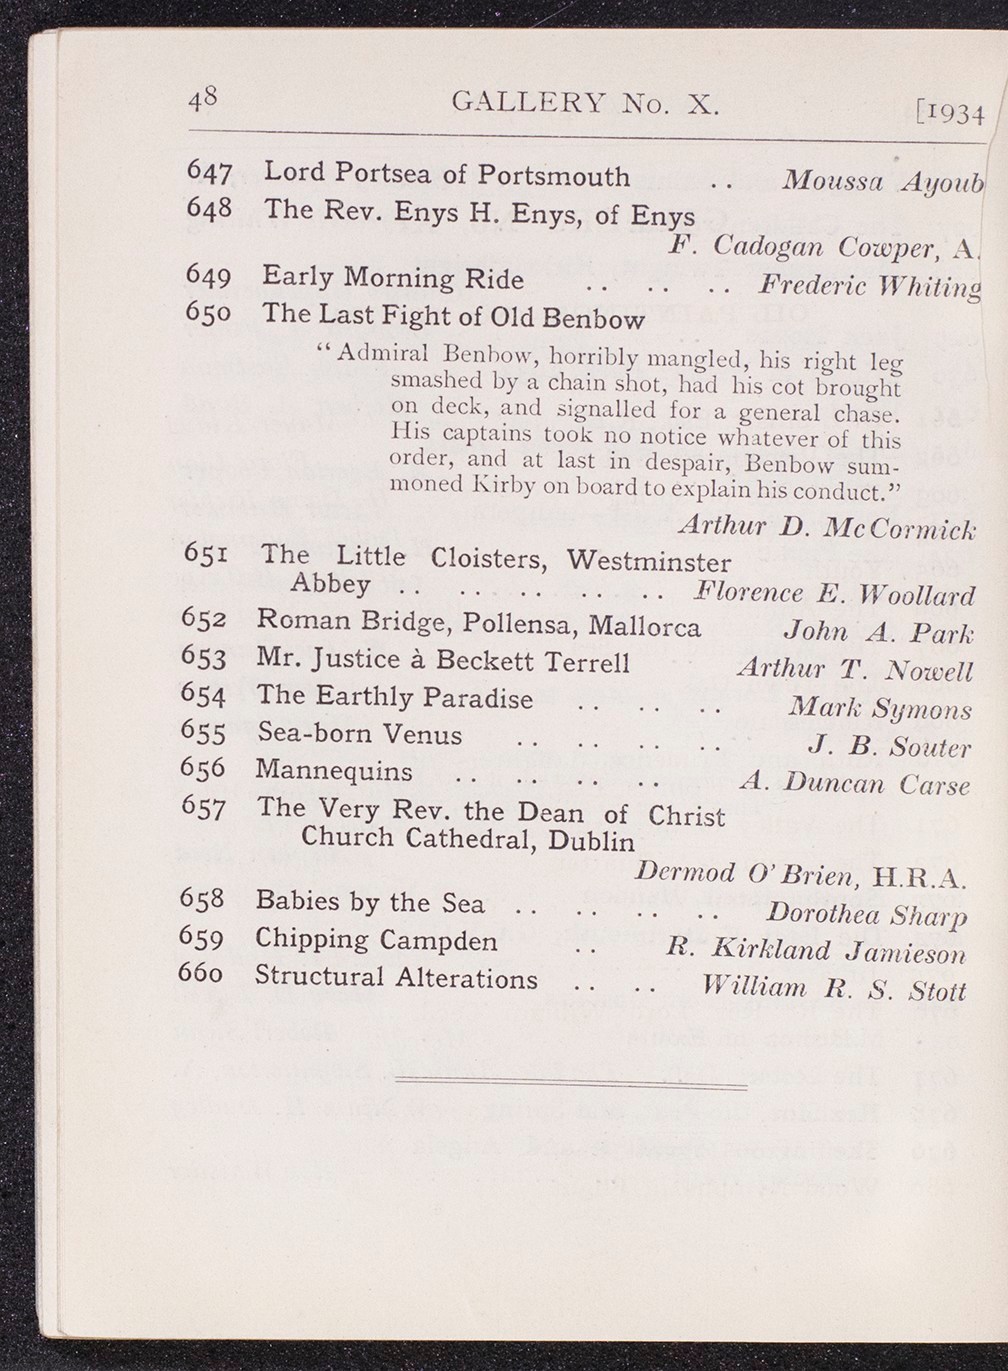 48 GALLERY No. X. [1934
647 Lord Portsea of Portsmouth .. Moussa Ayoub
648 The Rev. Enys H. Enys, of Enys
F. Cadogan Cowper, A.
649 Early Morning Ride .. .. .. Frederic Whiting
650 The Last Fight of Old Benbow
“Admiral Benbow, horribly mangled, his right leg
smashed by a chain shot, had his cot brought
on deck, and signalled for a general chase.
His captains took no notice whatever of this
order, and at last in despair, Benbow sum-
moned Kirby on board to explain his conduct.”
Arthur D. McCormick
651 The Little Cloisters, Westminster
Abbey .. .. .. .. .. Florence E. Woollard
652 Roman Bridge, Pollensa, Mallorca John A. Park
653 Mr. Justice à Beckett Terrell Arthur T. Nowell
654 The Earthly Paradise .. .. .. Mark Symons
655 Sea-born Venus .. .. .. .. J. B. Souter
656 Mannequins .. .. .. .. A. Duncan Carse
657 The Very Rev. the Dean of Christ
Church Cathedral, Dublin
Dermod O’Brien, H.R.A.
658 Babies by the Sea .. .. .. .. Dorothea Sharp
659 Chipping Campden .. R. Kirkland Jamieson
660 Structural Alterations .. .. William R. S. Stott